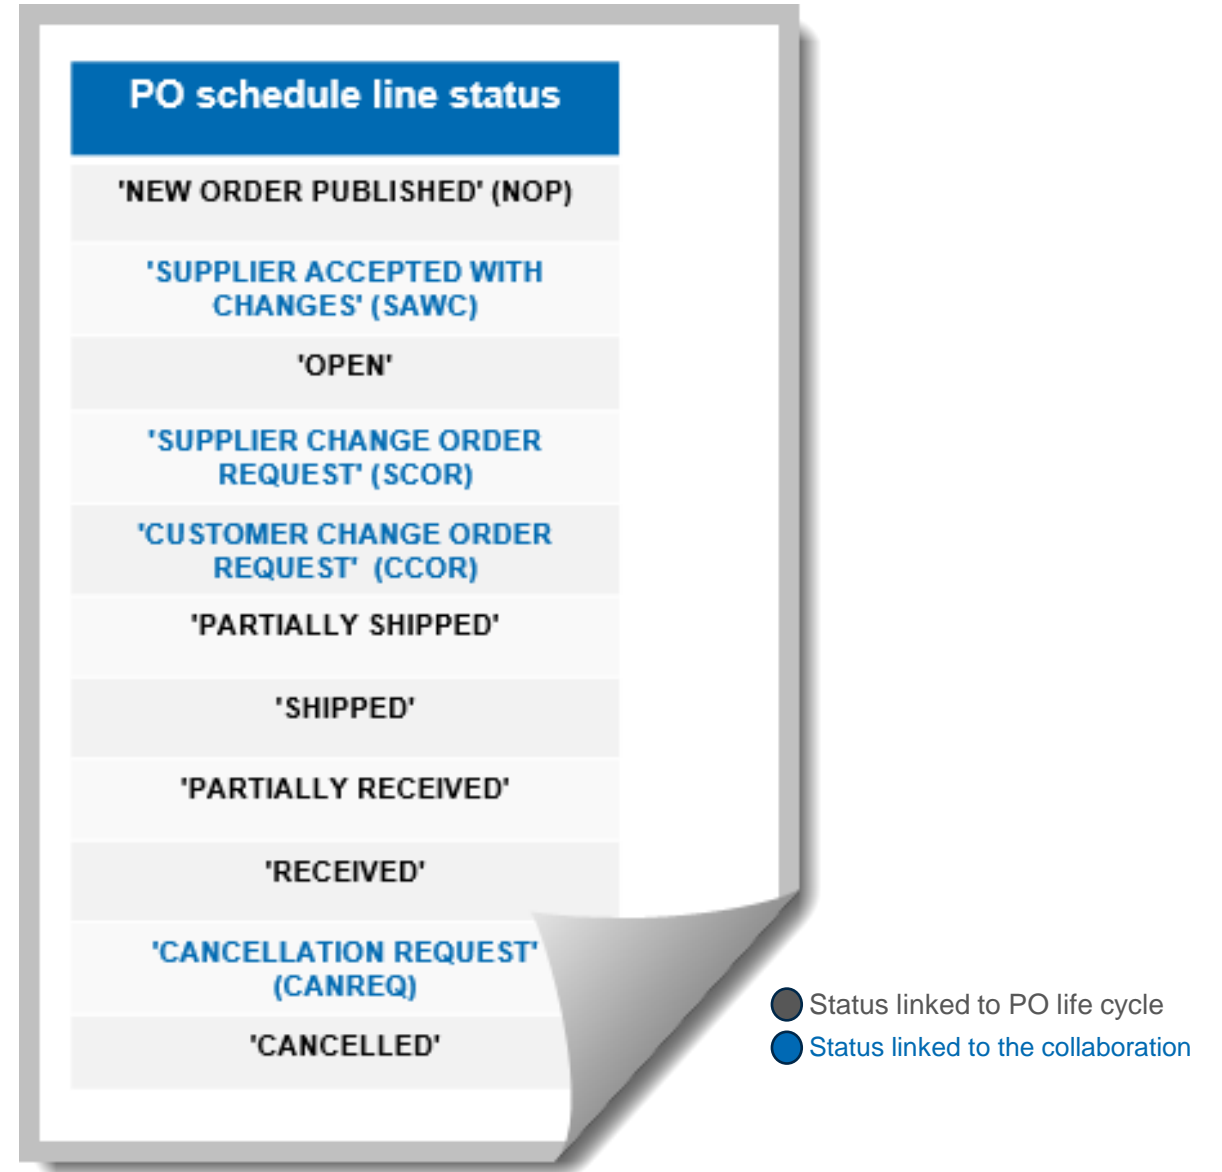 PO schedule line status
'NEW ORDER PUBLISHED' (NOP)
'SUPPLIER ACCEPTED WITH
CHANGES' (SAWC)
'OPEN'
'SUPPLIER CHANGE ORDER
REQUEST' (SCOR)
'CUSTOMER CHANGE ORDER
REQUEST'  (CCOR)
'PARTIALLY SHIPPED'
'SHIPPED'
'PARTIALLY RECEIVED'
'RECEIVED'
'CANCELLATION REQUEST'
(CANREQ)
'CANCELLED'
Status linked to PO life cycle
Status linked to the collaboration